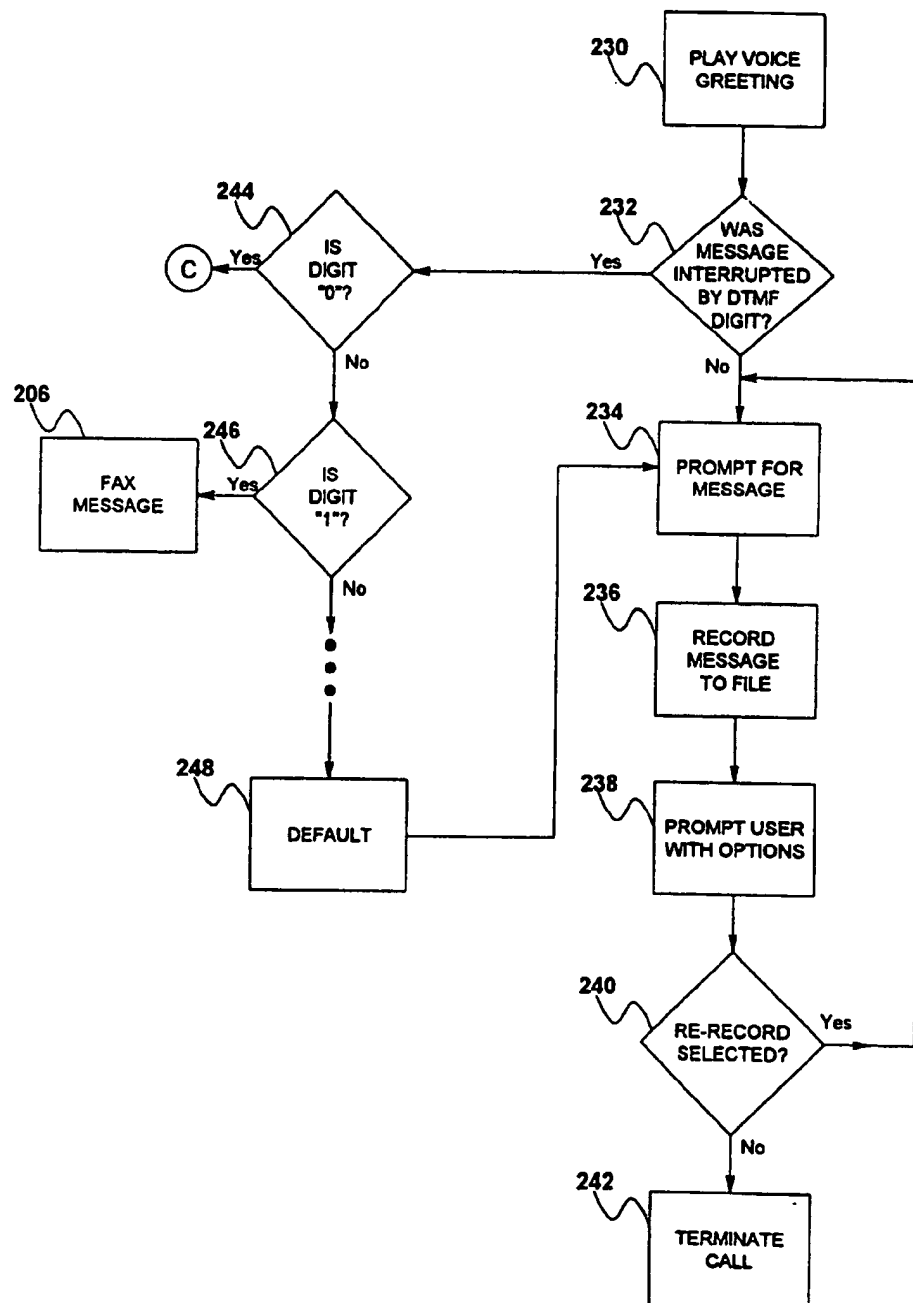 230
PLAY VOICE
GREETING
244
IS
DIGIT
"0"?
Yes
C
No
232
WAS
MESSAGE
INTERRUPTED
BY DTMF
DIGIT?
Yes
No
206
FAX
MESSAGE
246
IS
DIGIT
"1"?
Yes
No
234
PROMPT FOR
MESSAGE
236
RECORD
MESSAGE
TO FILE
248
DEFAULT
238
PROMPT USER
WITH OPTIONS
240
RE-RECORD
SELECTED?
Yes
No
242
TERMINATE
CALL